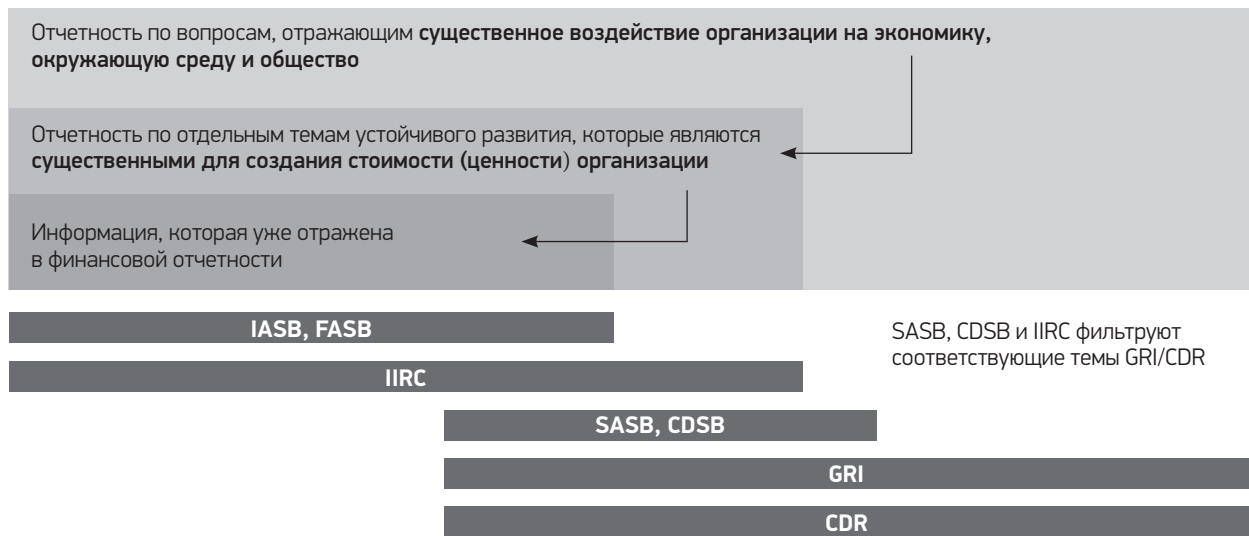 Отчетность по вопросам, отражающим существенное воздействие организации на экономику,
окружающую среду и общество
Отчетность по отдельным темам устойчивого развития, которые являются
существенными для создания стоимости (ценности) организации
Информация, которая уже отражена
в финансовой отчетности
IASB, FASB
SASB, CDSB и IIRC фильтруют
соответствующие темы GRI/CDR
IIRC
SASB, CDSB
GRI
CDR